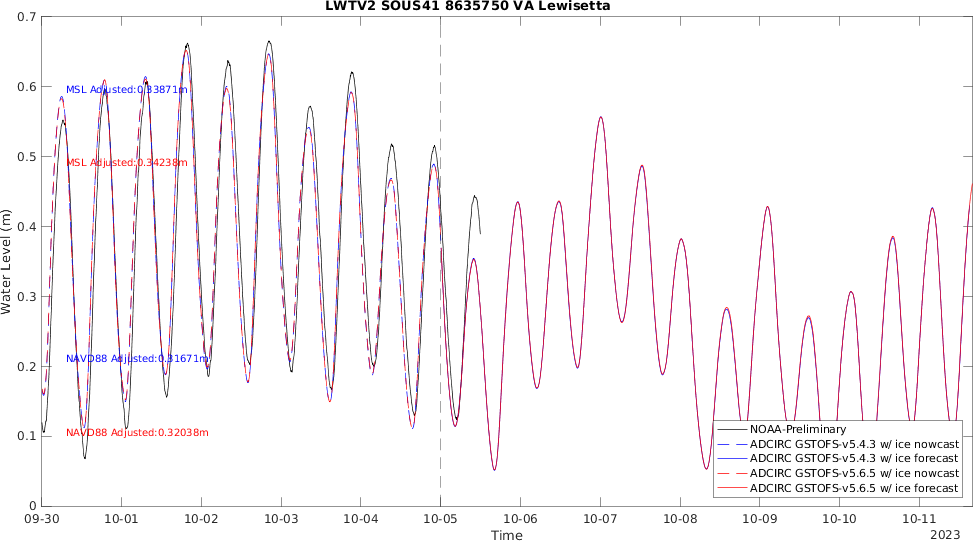 LWTV2 SOUS41 8635750 VA Lewisetta
0.7
0.6
0.5
0.4
0.3
0.2
0.1
0
Water Level (m)
MSL Adjusted:0.33871m
MSL Adjusted:0.34238m
NAVD88 Adjusted:0.31671m
NAVD88 Adjusted:0.32038m
NOAA-Preliminary
ADCIRC GSTOFS-v5.4.3 w/ ice nowcast
ADCIRC GSTOFS-v5.4.3 w/ ice forecast
ADCIRC GSTOFS-v5.6.5 w/ ice nowcast
ADCIRC GSTOFS-v5.6.5 w/ ice forecast
09-30 10-01 10-02 10-03 10-04 10-05 10-06 10-07 10-08 10-09 10-10 10-11
Time
2023